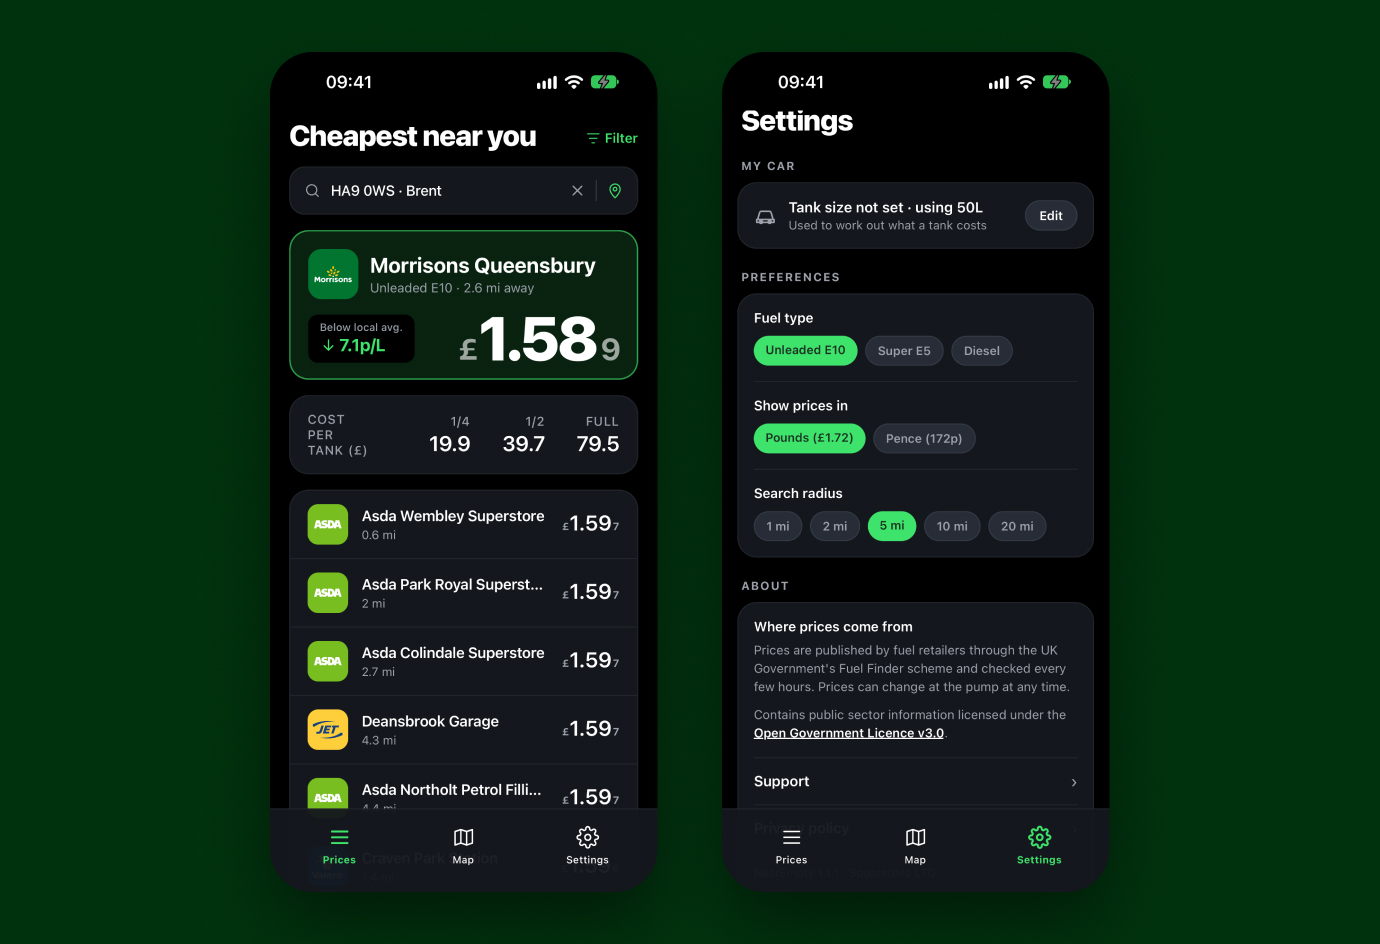 09:41
Cheapest near you
Filter
HA9 0WS · Brent
Morrisons
Morrisons Queensbury
Unleaded E10 · 2.6 mi away
Below local avg.
↓ 7.1p/L
£1.589
COST PER TANK (£)
1/4 1/2 FULL
19.9 39.7 79.5
ASDA
Asda Wembley Superstore
0.6 mi
£1.597
ASDA
Asda Park Royal Superst...
2 mi
£1.597
ASDA
Asda Colindale Superstore
2.7 mi
£1.597
JET
Deansbrook Garage
4.3 mi
£1.597
ASDA
Asda Northolt Petrol Filli...
4.4 mi
£1.597
Prices
Map
Settings
09:41
Settings
MY CAR
Tank size not set · using 50L
Used to work out what a tank costs
Edit
PREFERENCES
Fuel type
Unleaded E10
Super E5
Diesel
Show prices in
Pounds (£1.72)
Pence (172p)
Search radius
1 mi
2 mi
5 mi
10 mi
20 mi
ABOUT
Where prices come from
Prices are published by fuel retailers through the UK
Government's Fuel Finder scheme and checked every
few hours. Prices can change at the pump at any time.
Contains public sector information licensed under the
Open Government Licence v3.0.
Support
Privacy policy
Prices
Map
Settings